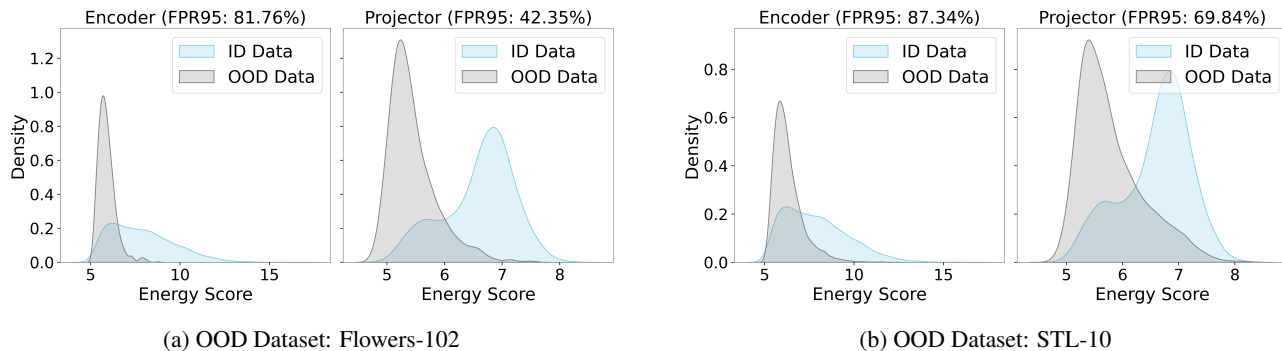 Encoder (FPR95: 81.76%)
Projector (FPR95: 42.35%)
ID Data
OOD Data
ID Data
OOD Data
Density
1.2
1.0
0.8
0.6
0.4
0.2
0.0
5
10
15
5
6
7
8
Energy Score
Energy Score
(a) OOD Dataset: Flowers-102
Encoder (FPR95: 87.34%)
Projector (FPR95: 69.84%)
ID Data
OOD Data
ID Data
OOD Data
Density
0.8
0.6
0.4
0.2
0.0
5
10
15
5
6
7
8
Energy Score
Energy Score
(b) OOD Dataset: STL-10